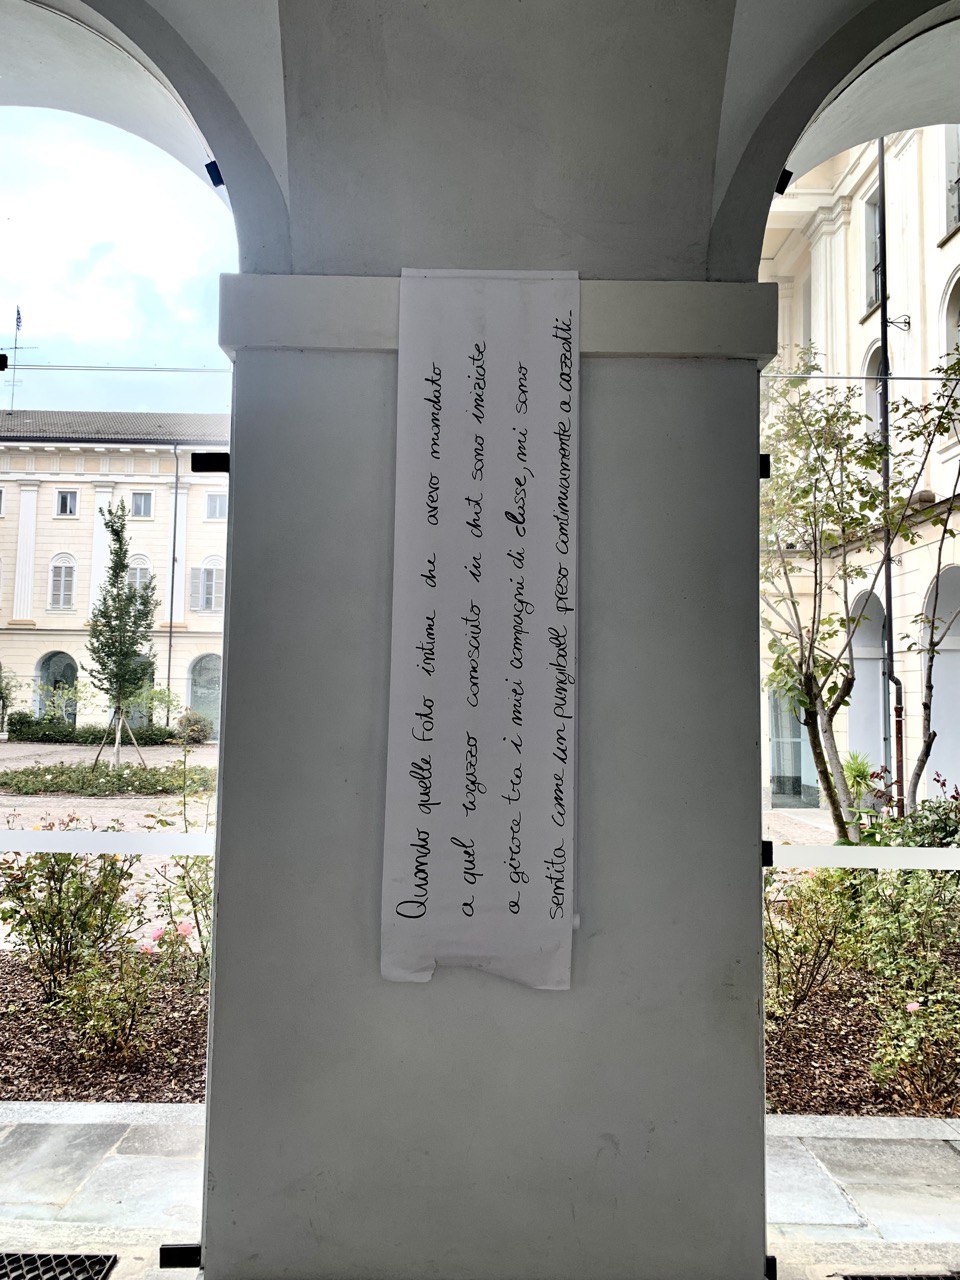 Quando quelle foto intime che avevo mandato
a quel ragazzo conosciuto in chat sono iniziate
a girare tra i miei compagni di classe, mi sono
sentita come un pungiball preso continuamente a cazzotti.